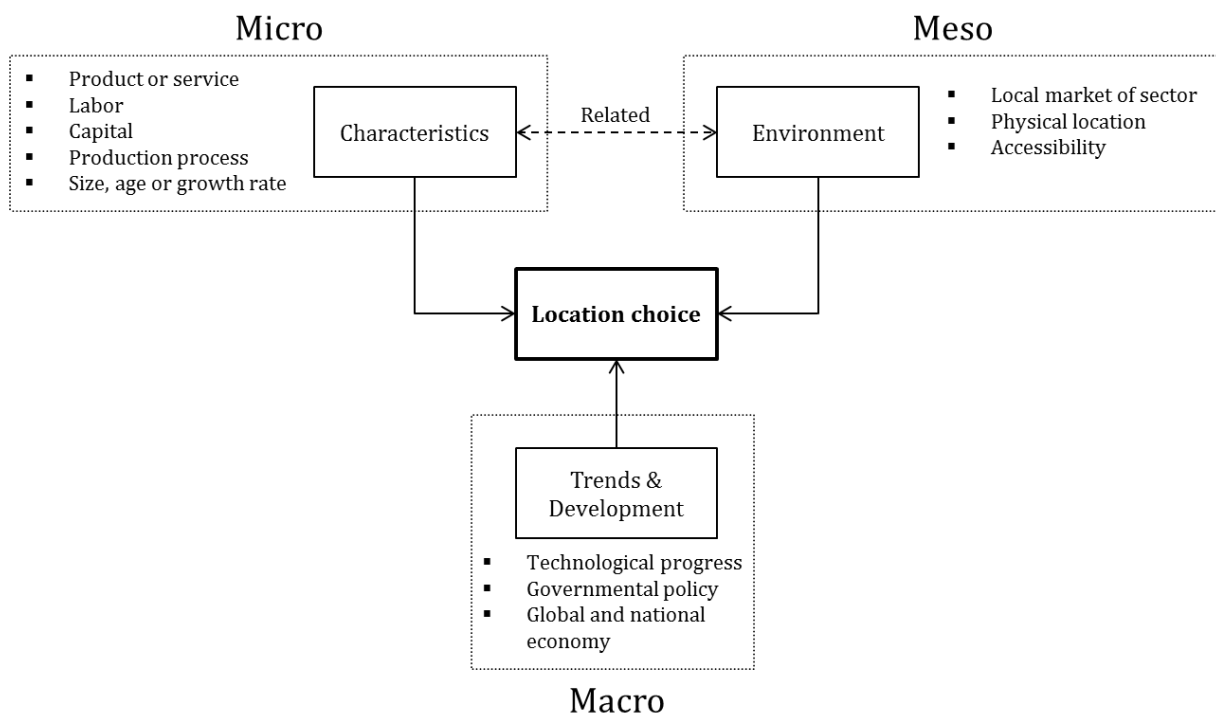 Micro
Meso
▪ Product or service
▪ Labor
▪ Capital
▪ Production process
▪ Size, age or growth rate
Characteristics
Related
Environment
▪ Local market of sector
▪ Physical location
▪ Accessibility
Location choice
Trends &
Development
▪ Technological progress
▪ Governmental policy
▪ Global and national
economy
Macro